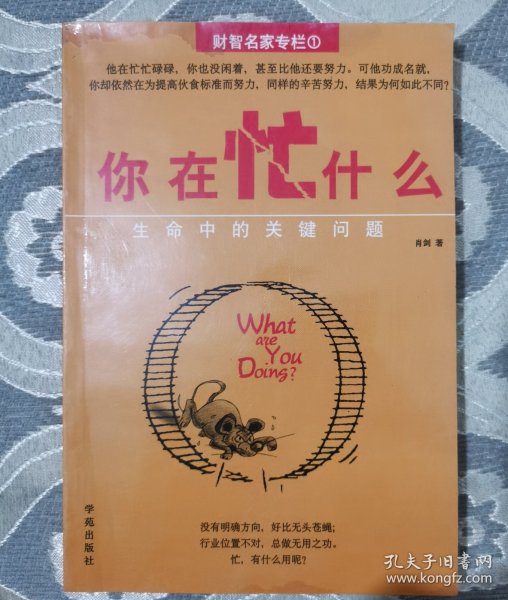 财智名家专栏①
他在忙忙碌碌，你也没闲着，甚至比他还要努力。可他功成名就，
你却依然在为提高伙食标准而努力，同样的辛苦努力，结果为何如此不同？
你在忙什么
生命中的关键问题
肖剑 著
What
are
You
Doing?
没有明确方向，好比无头苍蝇；
行业位置不对，总做无用之功。
忙，有什么用呢？
学苑出版社
孔夫子旧书网
www.kongfz.com